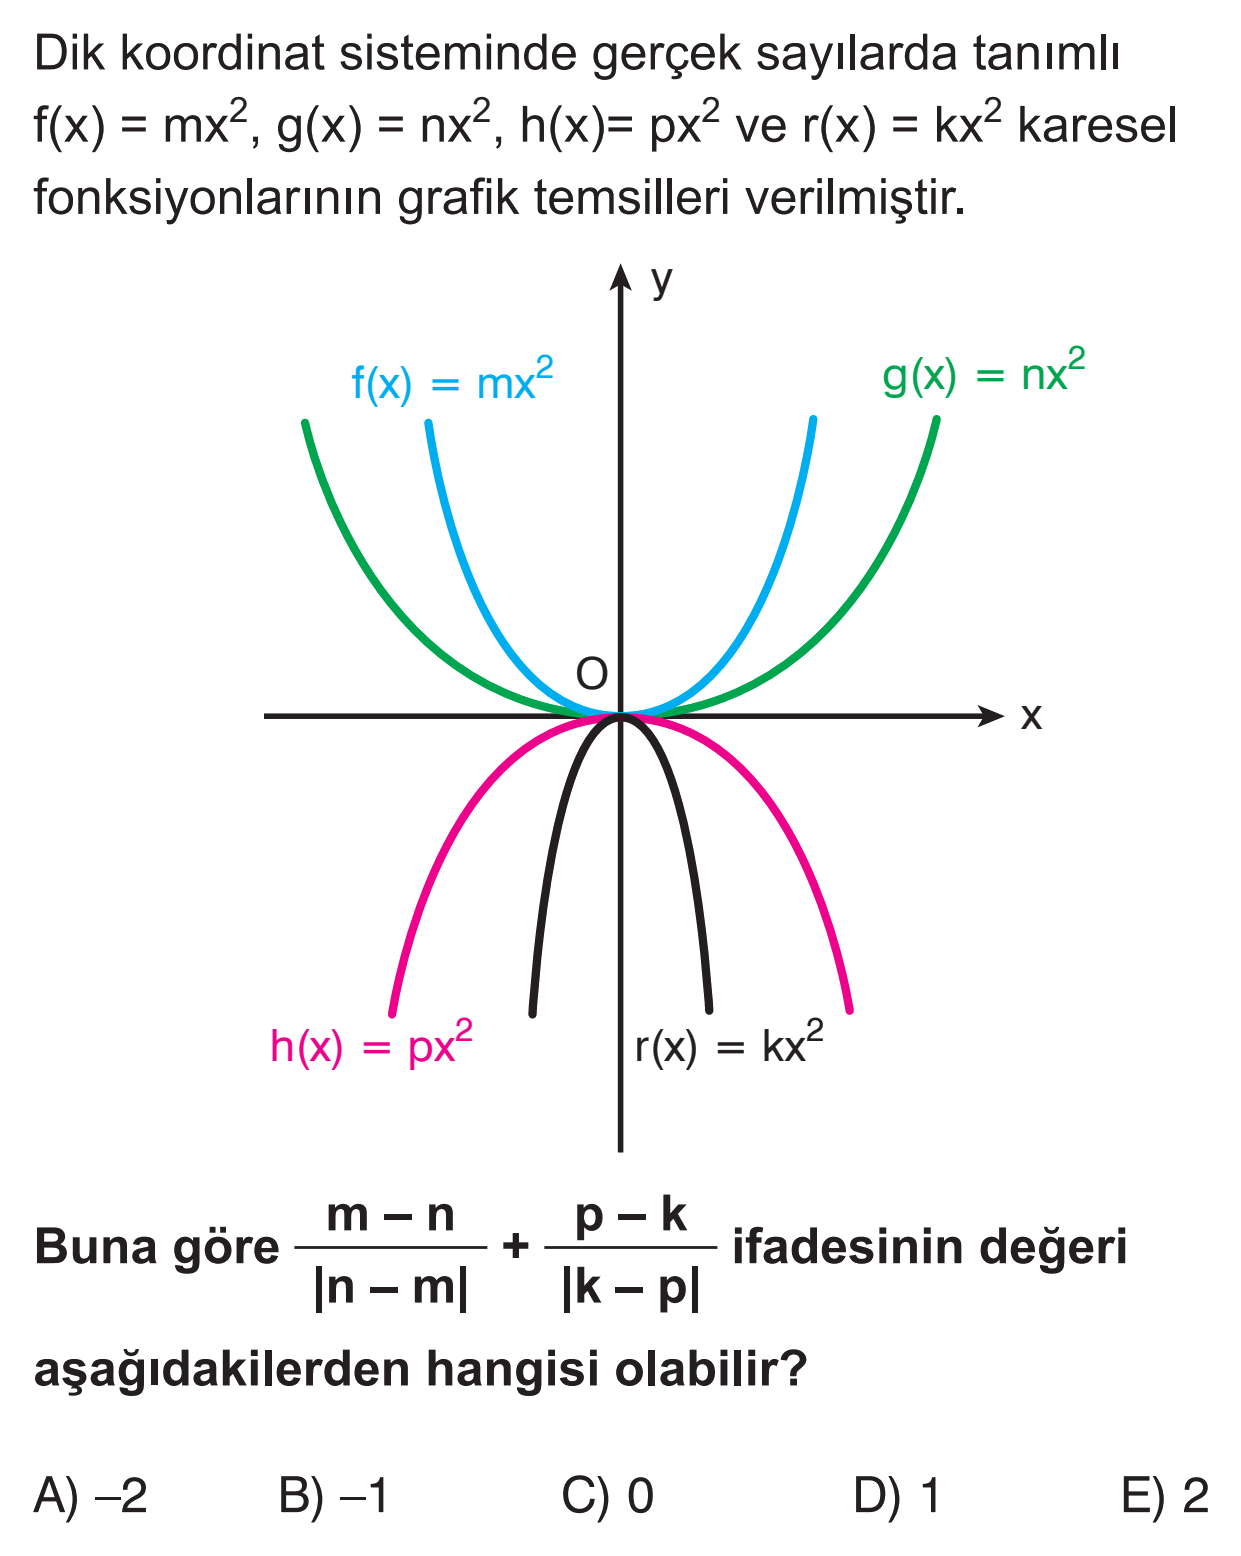 Dik koordinat sisteminde gerçek sayılarda tanımlı
f(x) = mx², g(x) = nx², h(x)= px² ve r(x) = kx² karesel
fonksiyonlarının grafik temsilleri verilmiştir.
y
f(x) = mx²
g(x) = nx²
O
x
h(x) = px²
r(x) = kx²
Buna göre (m – n)/|n – m| + (p – k)/|k – p| ifadesinin değeri
aşağıdakilerden hangisi olabilir?
A) –2 B) –1 C) 0 D) 1 E) 2